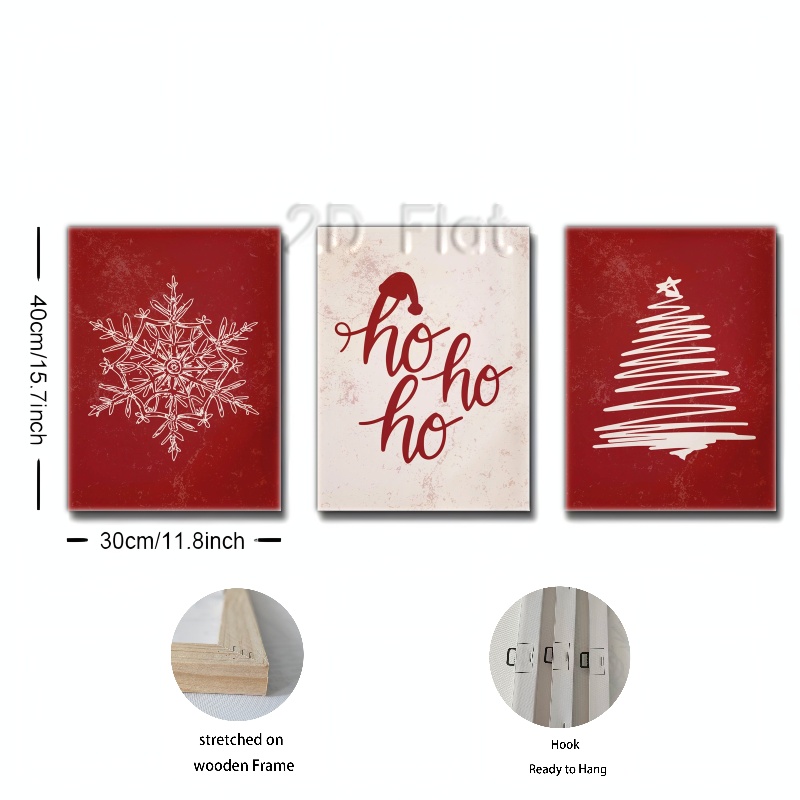 2D Flat
40cm/15.7inch
ho
ho
ho
30cm/11.8inch
stretched on
wooden Frame
Hook
Ready to Hang